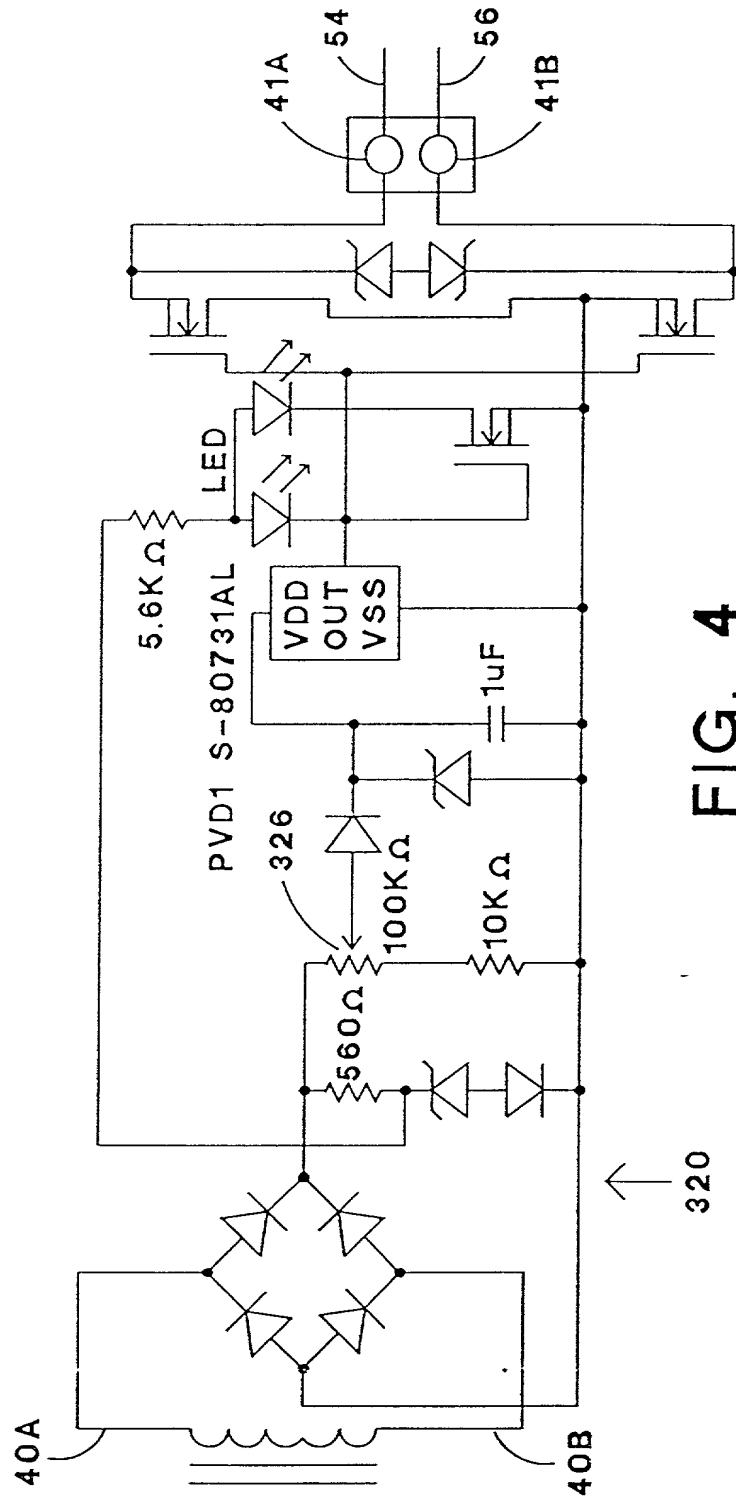 40A
40B
560Ω
326
100KΩ
10KΩ
PVD1 S-80731AL
5.6KΩ
LED
VDD
OUT
VSS
1uF
41A
54
56
41B
320
FIG. 4